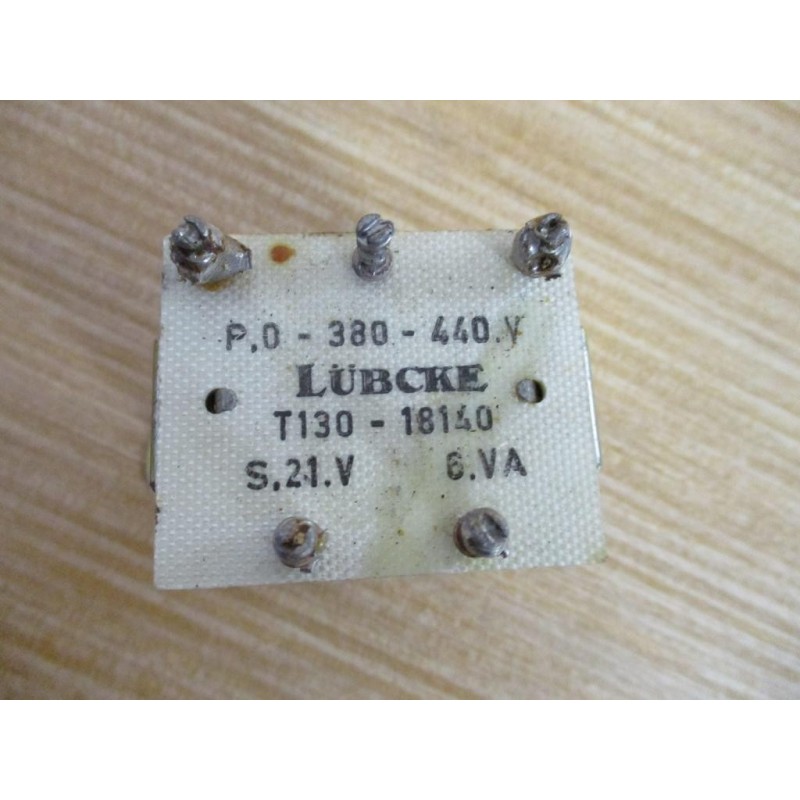 P.0 - 380 - 440.V
LÜBCKE
T130 - 18140
S.21.V 6.VA